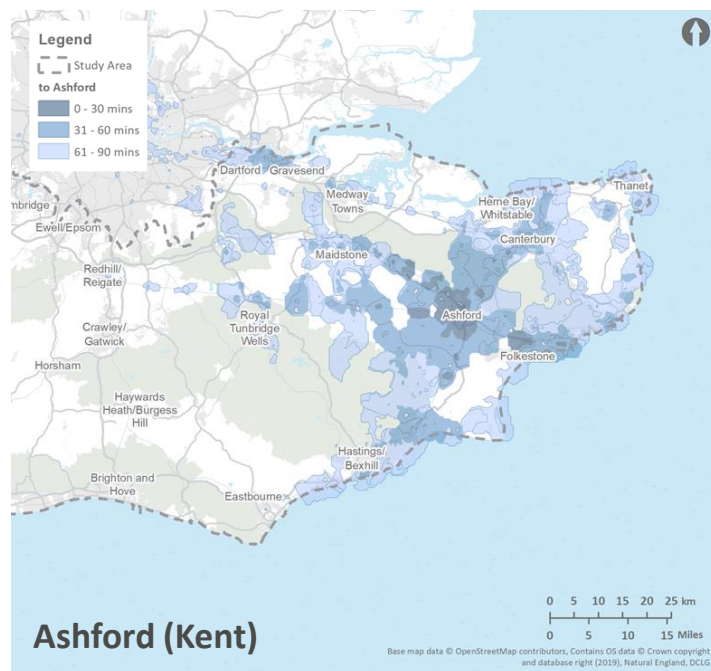 Legend
Study Area
to Ashford
0 - 30 mins
31 - 60 mins
61 - 90 mins
Dartford
Gravesend
Thanet
Medway
Towns
Herne Bay/
Whitstable
mbridge
Ewell/Epsom
Canterbury
Maidstone
Redhill/
Reigate
Royal
Tunbridge
Wells
Ashford
Crawley/
Gatwick
Folkestone
Horsham
Haywards
Heath/Burgess
Hill
Hastings/
Bexhill
Brighton and
Hove
Eastbourne
0 5 10 15 20 25 km
0 5 10 15 Miles
Ashford (Kent)
Base map data © OpenStreetMap contributors, Contains OS data © Crown copyright
and database right (2019), Natural England, DCLG